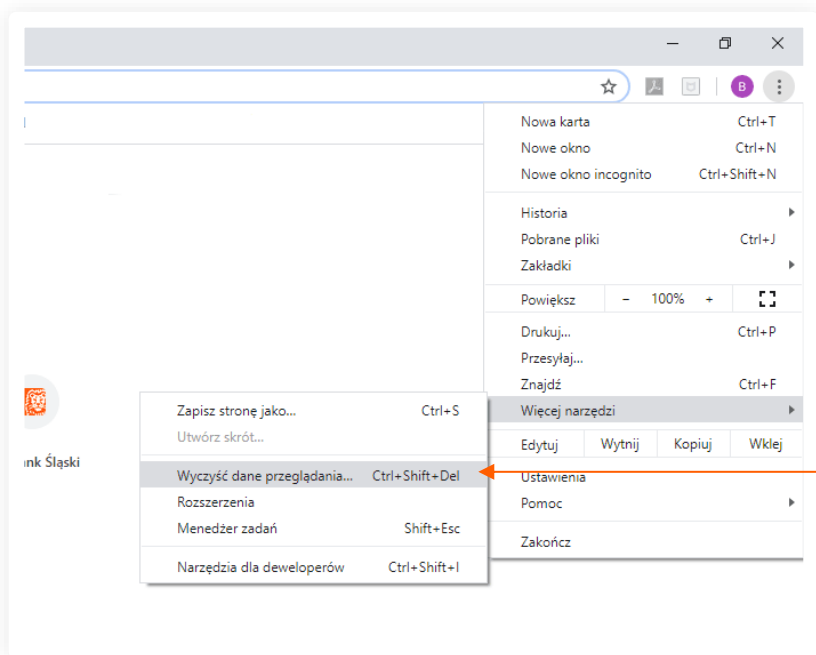 B
Nowa karta Ctrl+T
Nowe okno Ctrl+N
Nowe okno incognito Ctrl+Shift+N
Historia
Pobrane pliki Ctrl+J
Zakładki
Powiększ - 100% +
Drukuj... Ctrl+P
Przesyłaj...
Znajdź Ctrl+F
Więcej narzędzi
Edytuj Wytnij Kopiuj Wklej
Ustawienia
Pomoc
Zakończ
Zapisz stronę jako... Ctrl+S
Utwórz skrót...
Wyczyść dane przeglądania... Ctrl+Shift+Del
Rozszerzenia
Menedżer zadań Shift+Esc
Narzędzia dla deweloperów Ctrl+Shift+I
nk Śląski